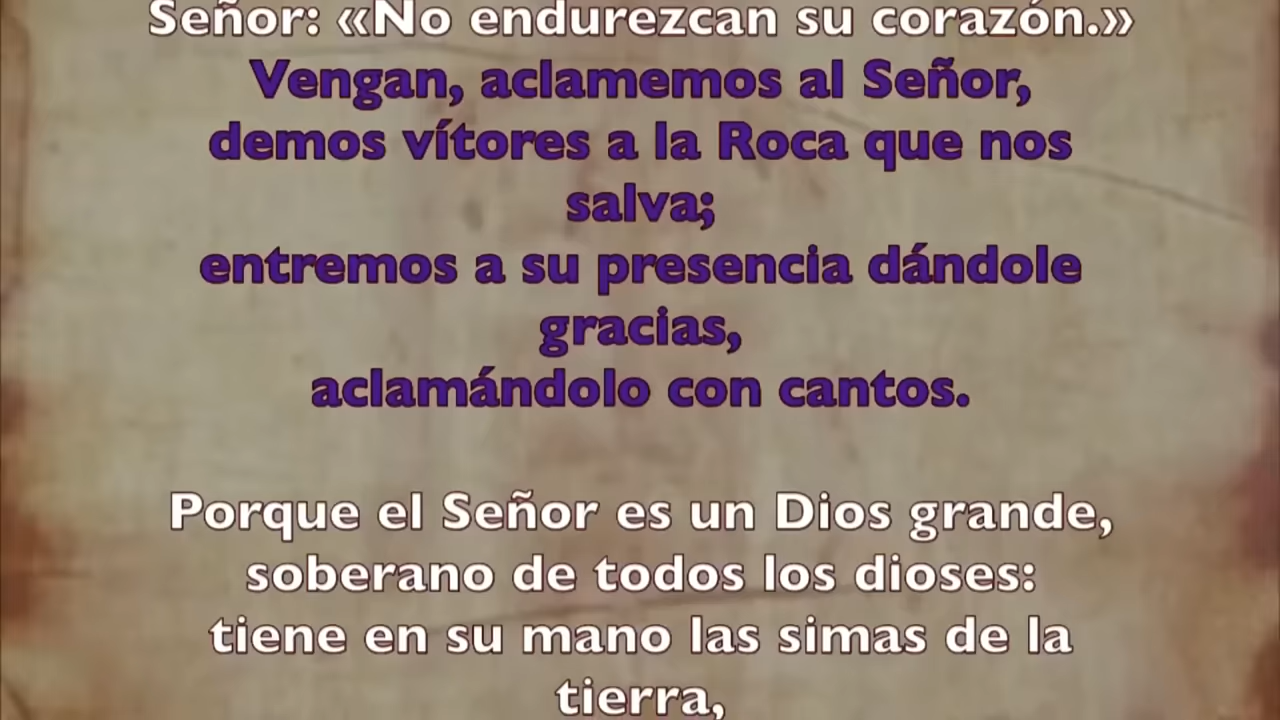 Señor: «No endurezcan su corazón.»
Vengan, aclamemos al Señor,
demos vítores a la Roca que nos
salva;
entremos a su presencia dándole
gracias,
aclamándolo con cantos.
Porque el Señor es un Dios grande,
soberano de todos los dioses:
tiene en su mano las simas de la
tierra,